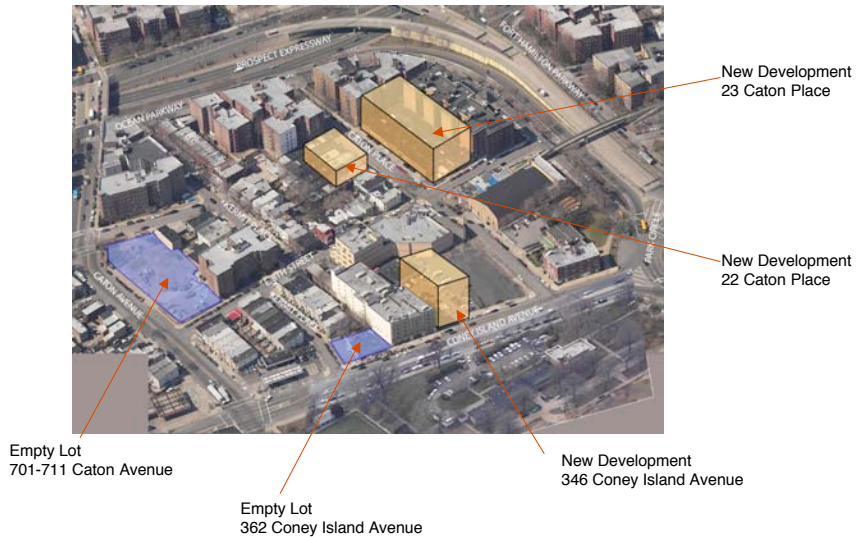 PROSPECT EXPRESSWAY
FORT HAMILTON PARKWAY
OCEAN PARKWAY
CATON PLACE
New Development
23 Caton Place
New Development
22 Caton Place
CATON AVENUE
CONEY ISLAND AVENUE
Empty Lot
701-711 Caton Avenue
Empty Lot
362 Coney Island Avenue
New Development
346 Coney Island Avenue